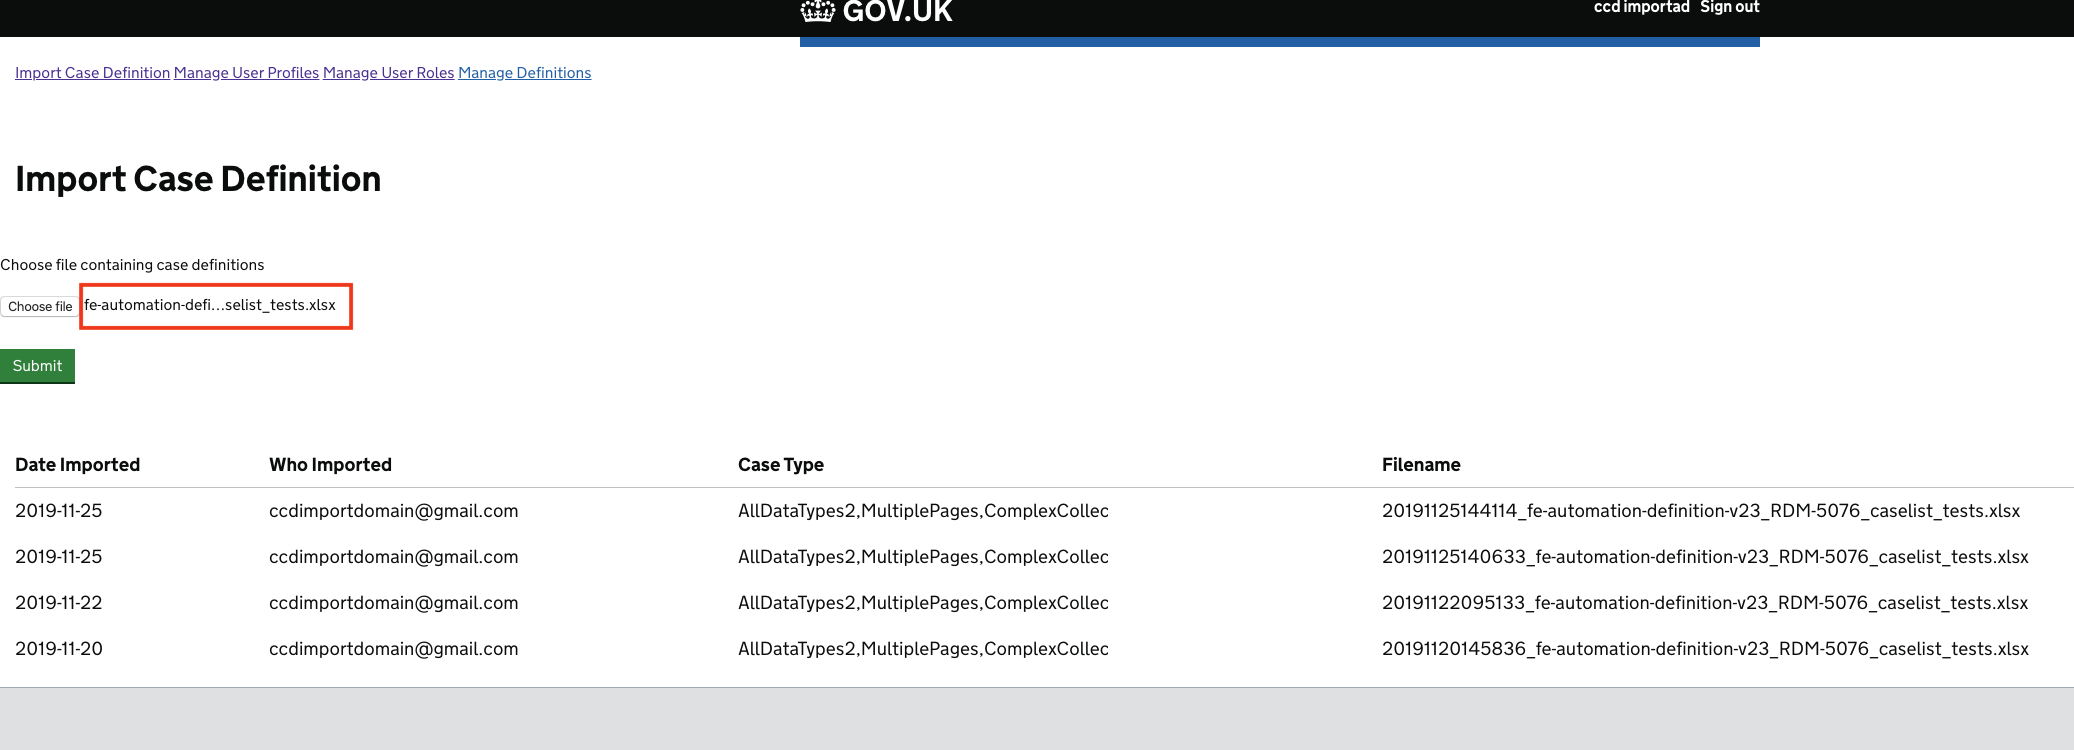 GOV.UK ccd importad Sign out
Import Case Definition Manage User Profiles Manage User Roles Manage Definitions
Import Case Definition
Choose file containing case definitions
Choose file fe-automation-defi...selist_tests.xlsx
Submit
Date Imported Who Imported Case Type Filename
2019-11-25 ccdimportdomain@gmail.com AllDataTypes2,MultiplePages,ComplexCollec 20191125144114_fe-automation-definition-v23_RDM-5076_caselist_tests.xlsx
2019-11-25 ccdimportdomain@gmail.com AllDataTypes2,MultiplePages,ComplexCollec 20191125140633_fe-automation-definition-v23_RDM-5076_caselist_tests.xlsx
2019-11-22 ccdimportdomain@gmail.com AllDataTypes2,MultiplePages,ComplexCollec 20191122095133_fe-automation-definition-v23_RDM-5076_caselist_tests.xlsx
2019-11-20 ccdimportdomain@gmail.com AllDataTypes2,MultiplePages,ComplexCollec 20191120145836_fe-automation-definition-v23_RDM-5076_caselist_tests.xlsx